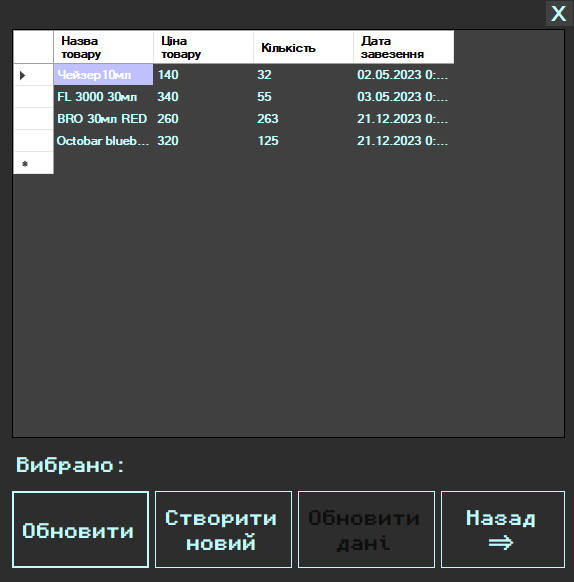 X
Назва товару Ціна товару Кількість Дата завезення
Чейзер10мл 140 32 02.05.2023 0:...
FL 3000 30мл 340 55 03.05.2023 0:...
BRO 30мл RED 260 263 21.12.2023 0:...
Octobar blueb... 320 125 21.12.2023 0:...
Вибрано:
Обновити
Створити новий
Обновити дані
Назад ⇒